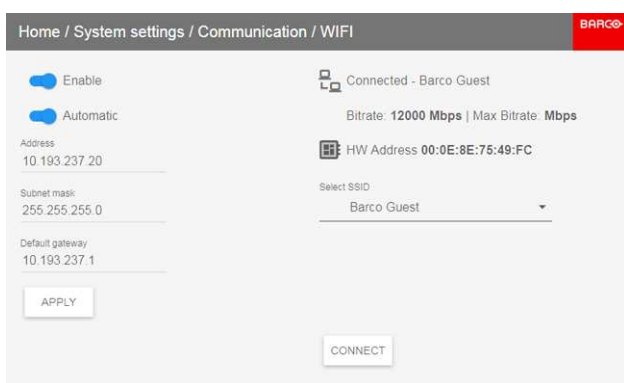 Home / System settings / Communication / WIFI
BARCO
Enable
Automatic
Address
10.193.237.20
Subnet mask
255.255.255.0
Default gateway
10.193.237.1
APPLY
Connected - Barco Guest
Bitrate: 12000 Mbps | Max Bitrate: Mbps
HW Address 00:0E:8E:75:49:FC
Select SSID
Barco Guest
CONNECT